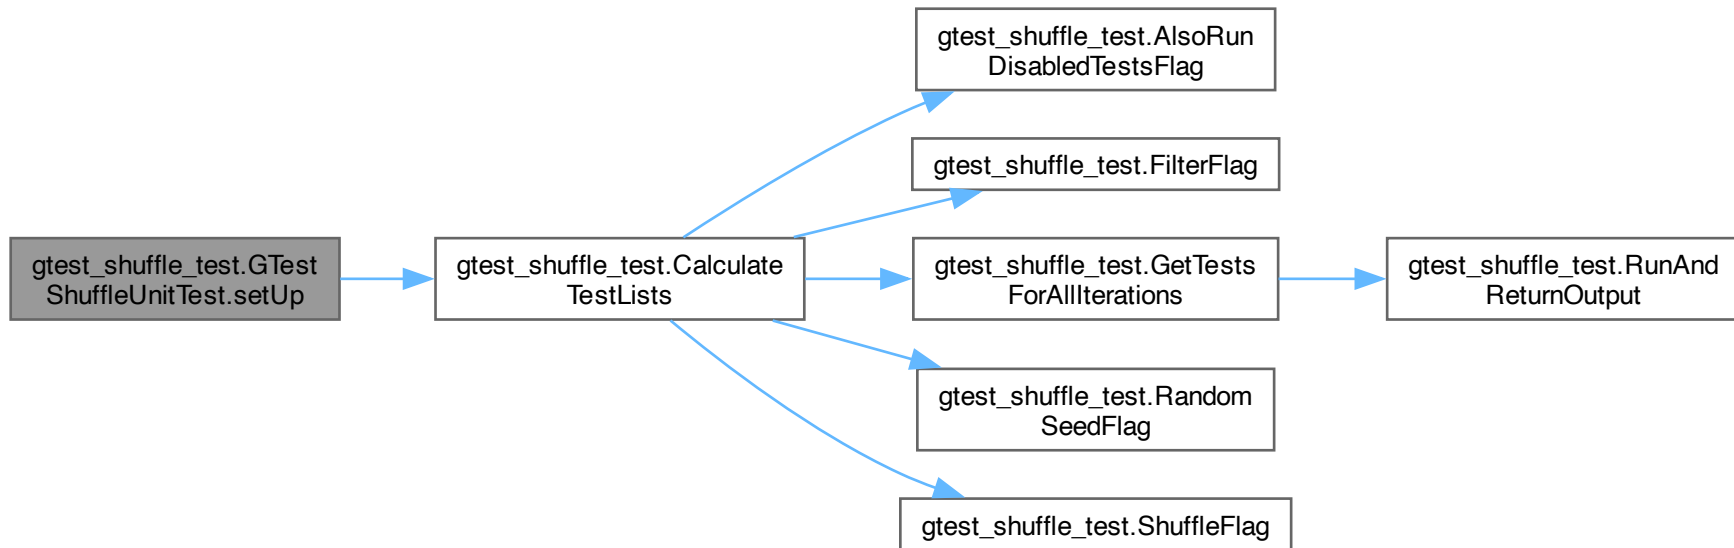 gtest_shuffle_test.GTest
ShuffleUnitTest.setUp
gtest_shuffle_test.Calculate
TestLists
gtest_shuffle_test.AlsoRun
DisabledTestsFlag
gtest_shuffle_test.FilterFlag
gtest_shuffle_test.GetTests
ForAllIterations
gtest_shuffle_test.RunAnd
ReturnOutput
gtest_shuffle_test.Random
SeedFlag
gtest_shuffle_test.ShuffleFlag